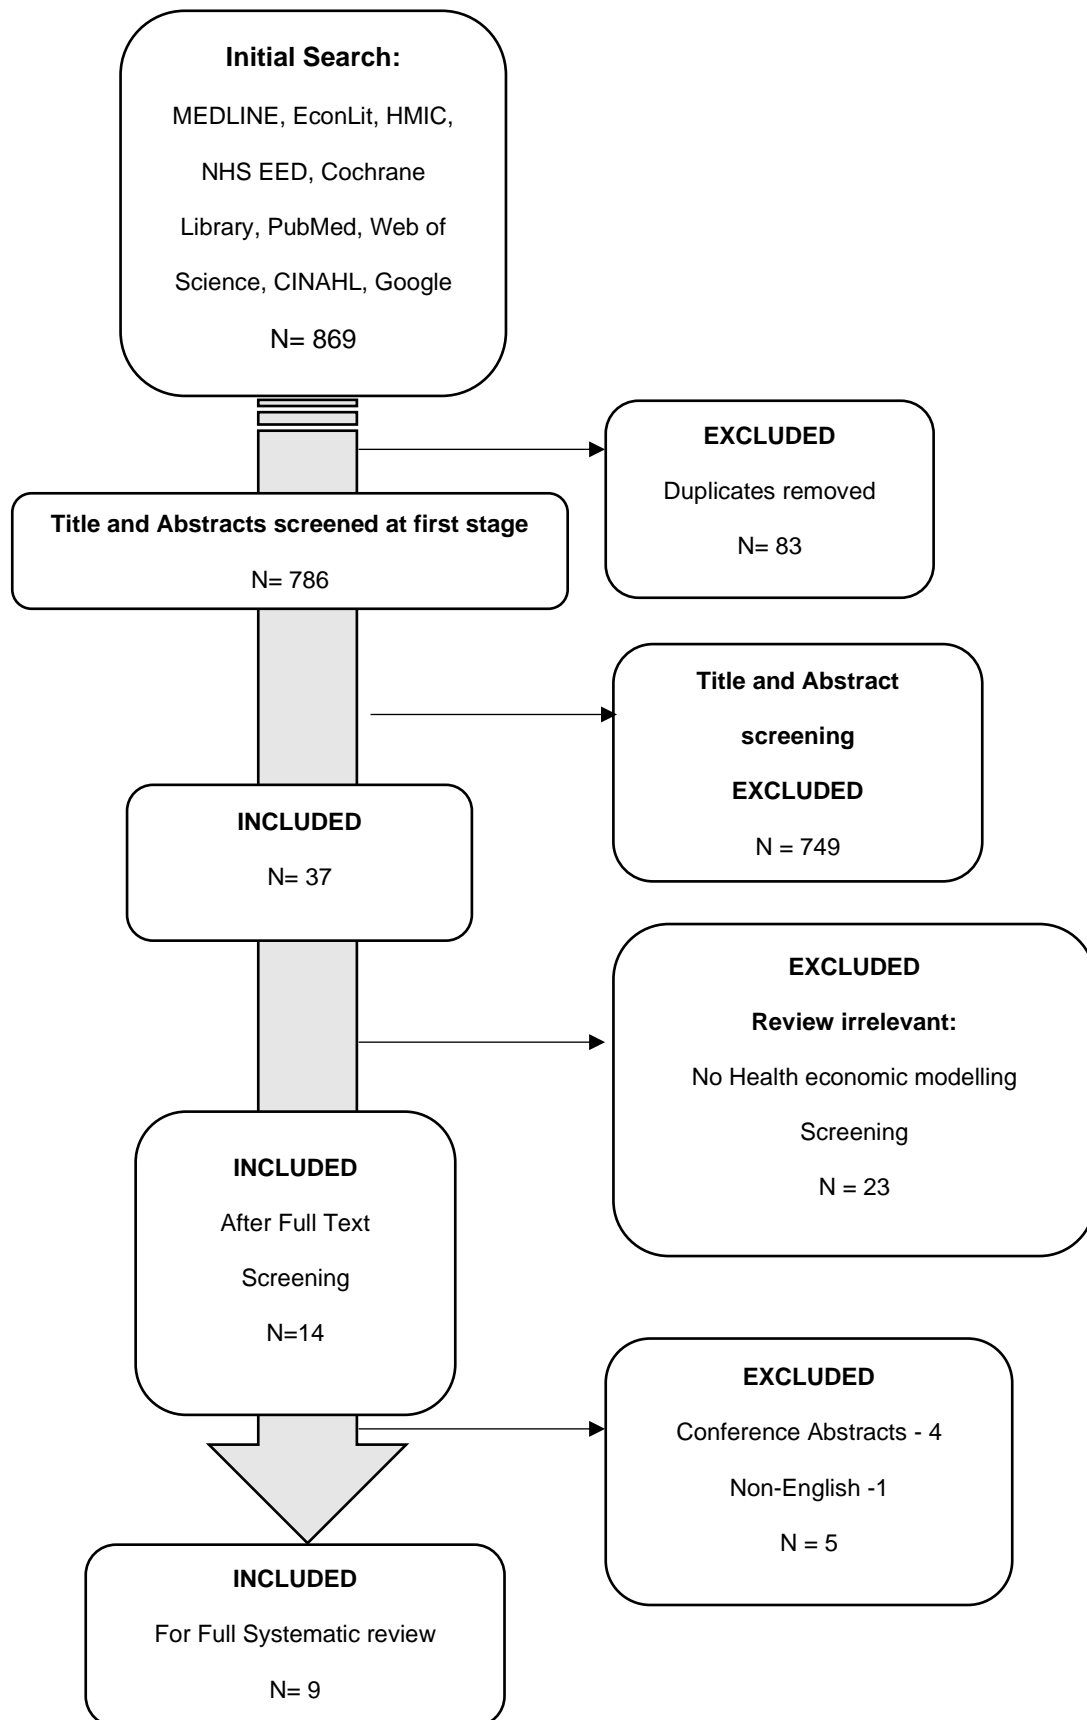 Initial Search:
MEDLINE, EconLit, HMIC,
NHS EED, Cochrane
Library, PubMed, Web of
Science, CINAHL, Google
N= 869
EXCLUDED
Duplicates removed
N= 83
Title and Abstracts screened at first stage
N= 786
Title and Abstract
screening
EXCLUDED
N = 749
INCLUDED
N= 37
EXCLUDED
Review irrelevant:
No Health economic modelling
Screening
N = 23
INCLUDED
After Full Text
Screening
N=14
EXCLUDED
Conference Abstracts - 4
Non-English -1
N = 5
INCLUDED
For Full Systematic review
N= 9